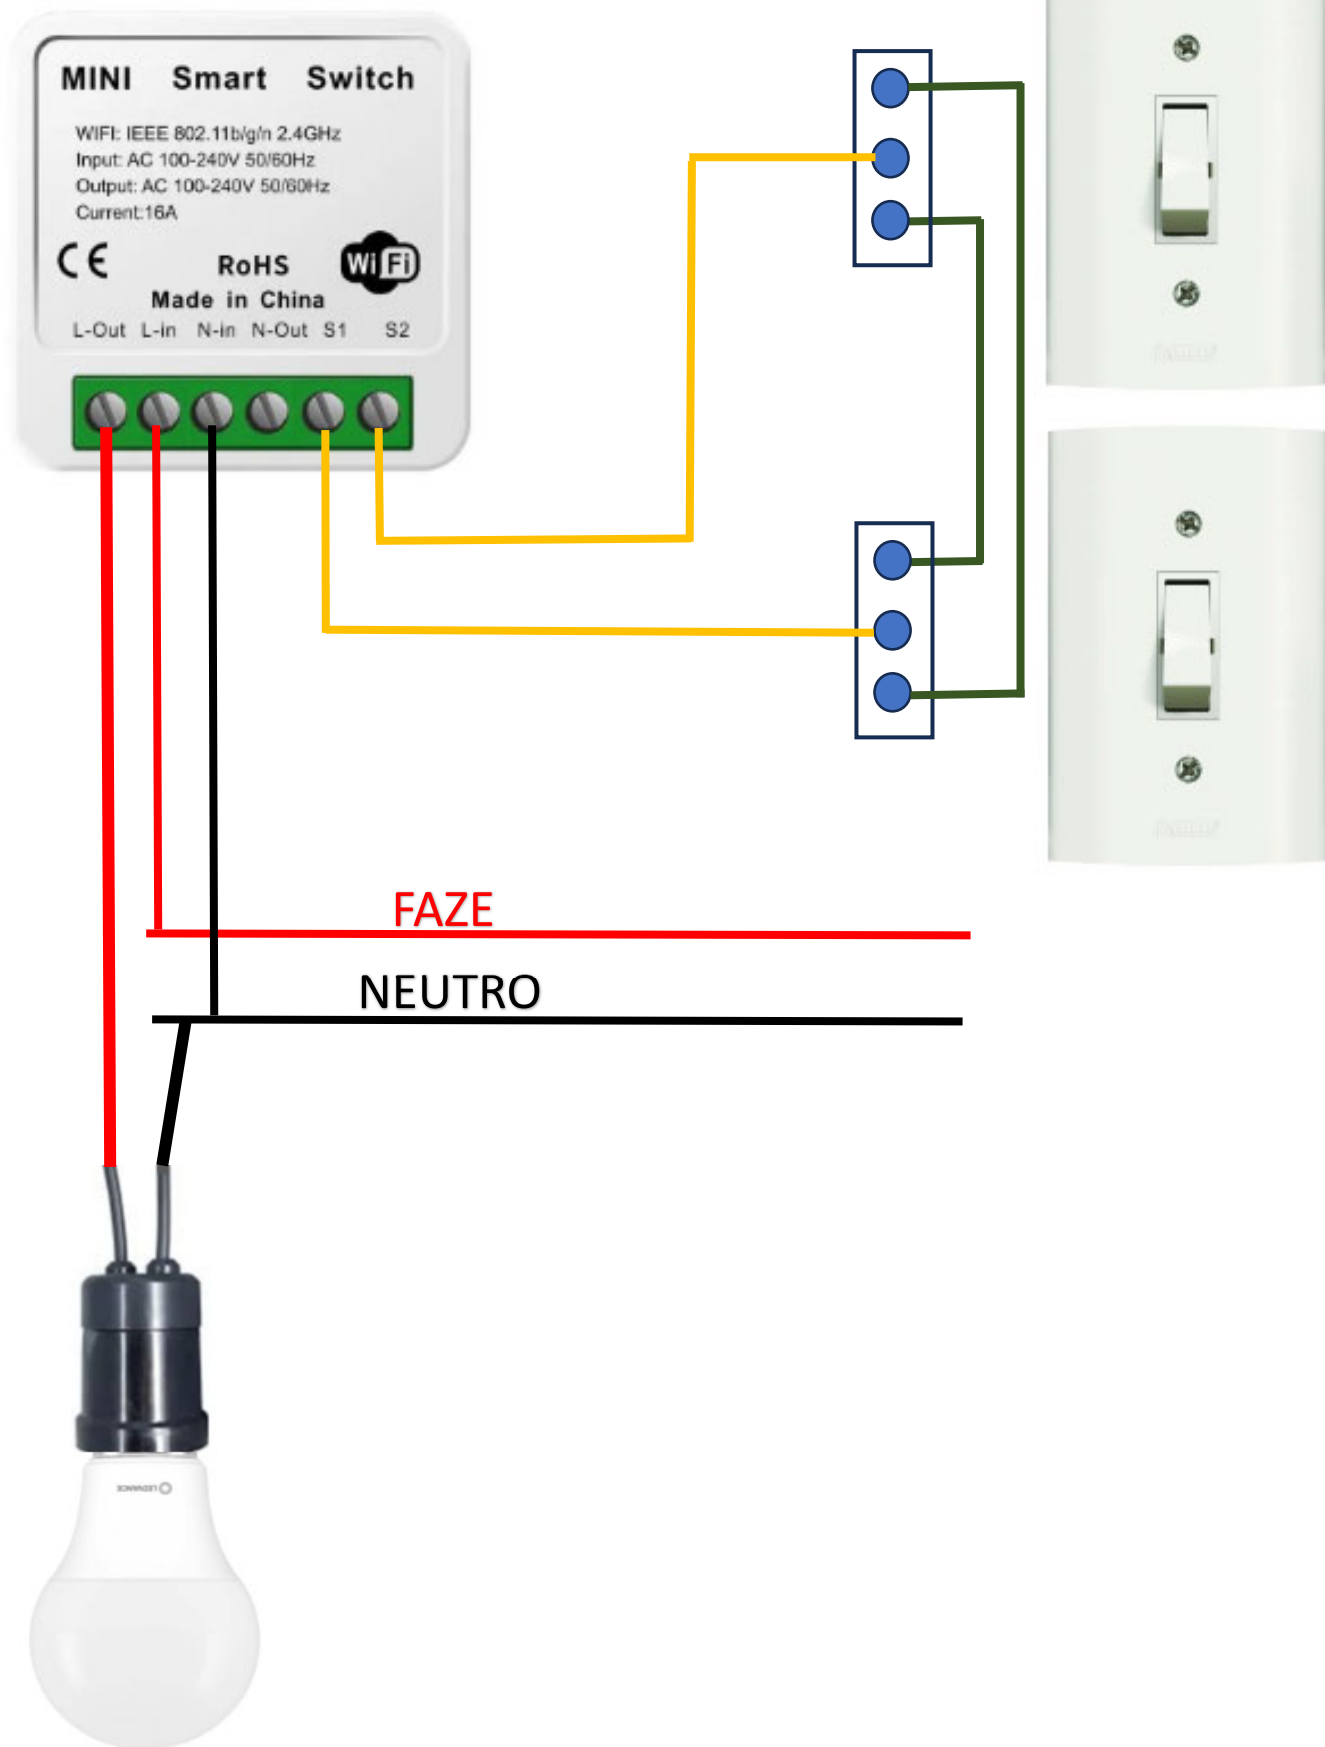 MINI Smart Switch
WIFI: IEEE 802.11b/g/n 2.4GHz
Input: AC 100-240V 50/60Hz
Output: AC 100-240V 50/60Hz
Current:16A
CE
RoHS
WiFi
Made in China
L-Out L-in N-in N-Out S1 S2
FAZE
NEUTRO
LEDVANCE